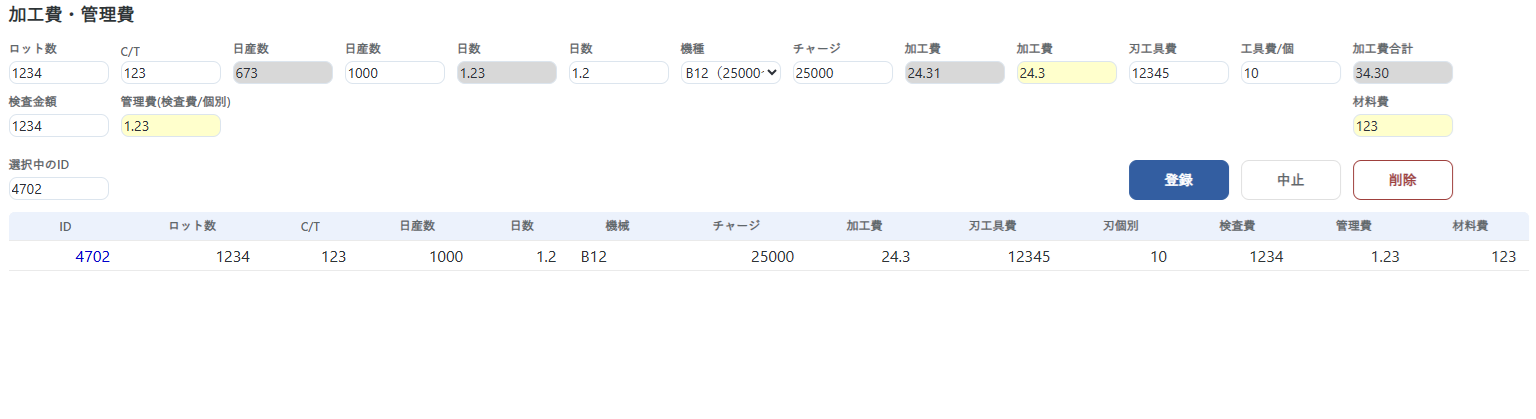 加工費・管理費
ロット数 C/T 日産数 日産数 日数 日数 機種 チャージ 加工費 加工費 刃工具費 工具費/個 加工費合計
1234 123 673 1000 1.23 1.2 B12（25000 25000 24.31 24.3 12345 10 34.30
検査金額 管理費(検査費/個別) 材料費
1234 1.23 123
選択中のID
4702 登録 中止 削除
ID ロット数 C/T 日産数 日数 機械 チャージ 加工費 刃工具費 刃個別 検査費 管理費 材料費
4702 1234 123 1000 1.2 B12 25000 24.3 12345 10 1234 1.23 123